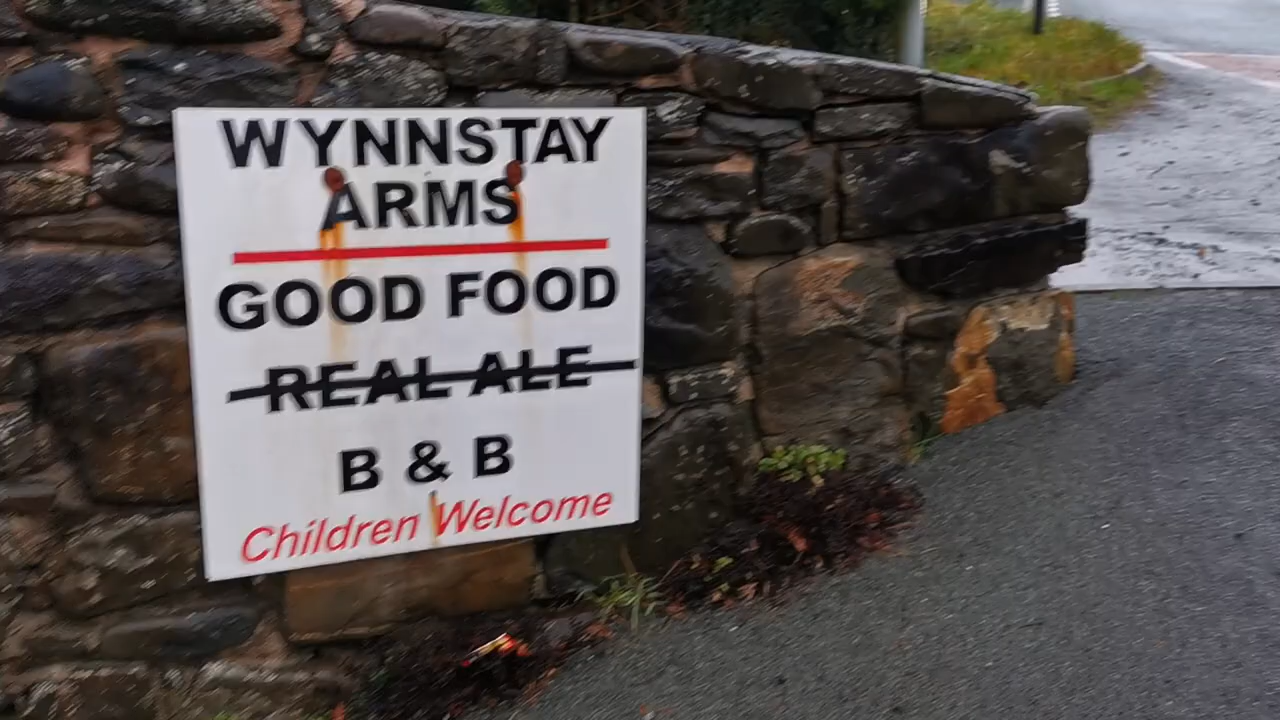 WYNNSTAY
ARMS
GOOD FOOD
REAL ALE
B & B
Children Welcome